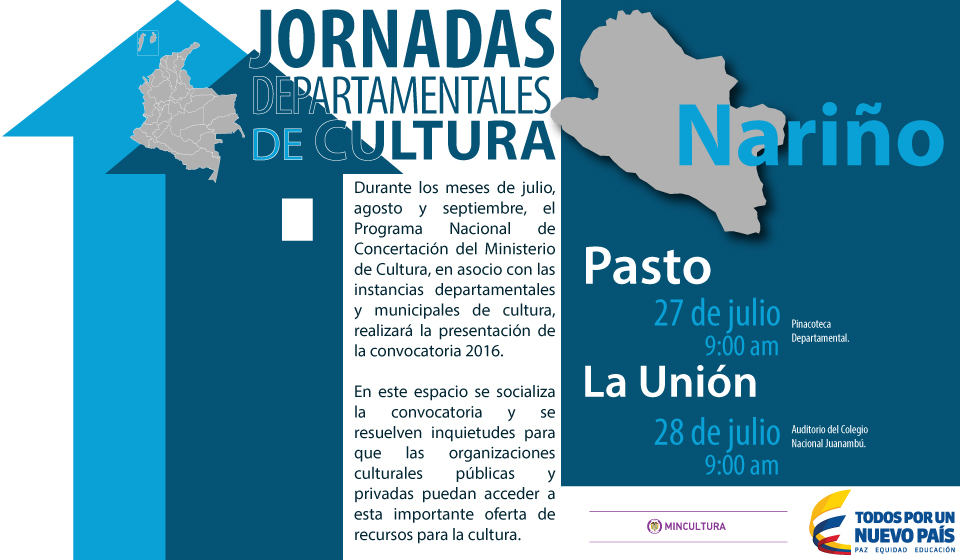 JORNADAS
DEPARTAMENTALES
DE CULTURA
Durante los meses de julio,
agosto y septiembre, el
Programa Nacional de
Concertación del Ministerio
de Cultura, en asocio con las
instancias departamentales
y municipales de cultura,
realizará la presentación de
la convocatoria 2016.
En este espacio se socializa
la convocatoria y se
resuelven inquietudes para
que las organizaciones
culturales públicas y
privadas puedan acceder a
esta importante oferta de
recursos para la cultura.
Nariño
Pasto
27 de julio
9:00 am
Pinacoteca
Departamental.
La Unión
28 de julio
9:00 am
Auditorio del Colegio
Nacional Juanambú.
MINCULTURA
TODOS POR UN
NUEVO PAÍS
PAZ EQUIDAD EDUCACIÓN